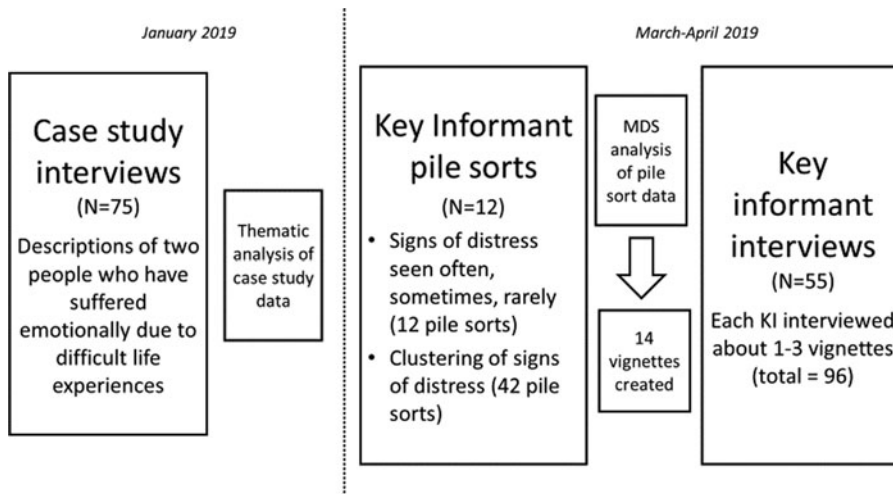 January 2019
March-April 2019
Case study
interviews
(N=75)
Descriptions of two
people who have
suffered
emotionally due to
difficult life
experiences
Thematic
analysis of
case study
data
Key Informant
pile sorts
(N=12)
• Signs of distress
seen often,
sometimes, rarely
(12 pile sorts)
• Clustering of signs
of distress (42 pile
sorts)
MDS
analysis
of pile
sort data
14
vignettes
created
Key
informant
interviews
(N=55)
Each KI interviewed
about 1-3 vignettes
(total = 96)